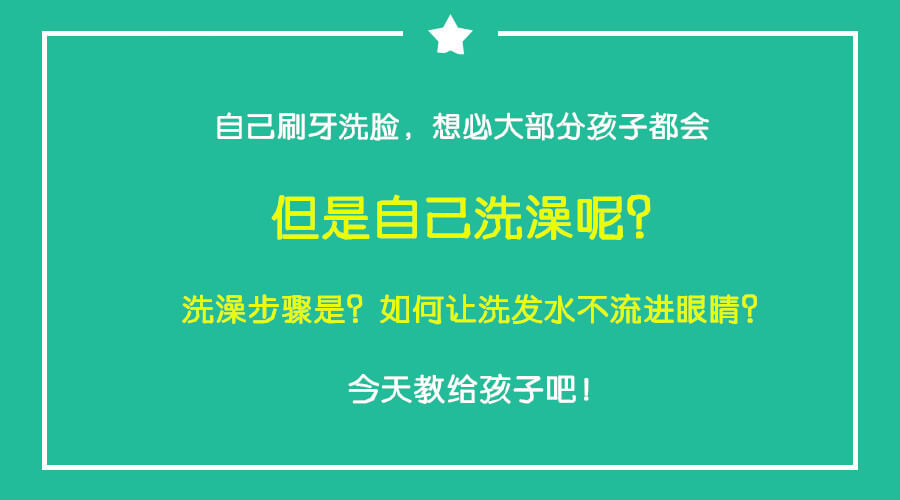 自己刷牙洗脸，想必大部分孩子都会
但是自己洗澡呢？
洗澡步骤是？如何让洗发水不流进眼睛？
今天教给孩子吧！